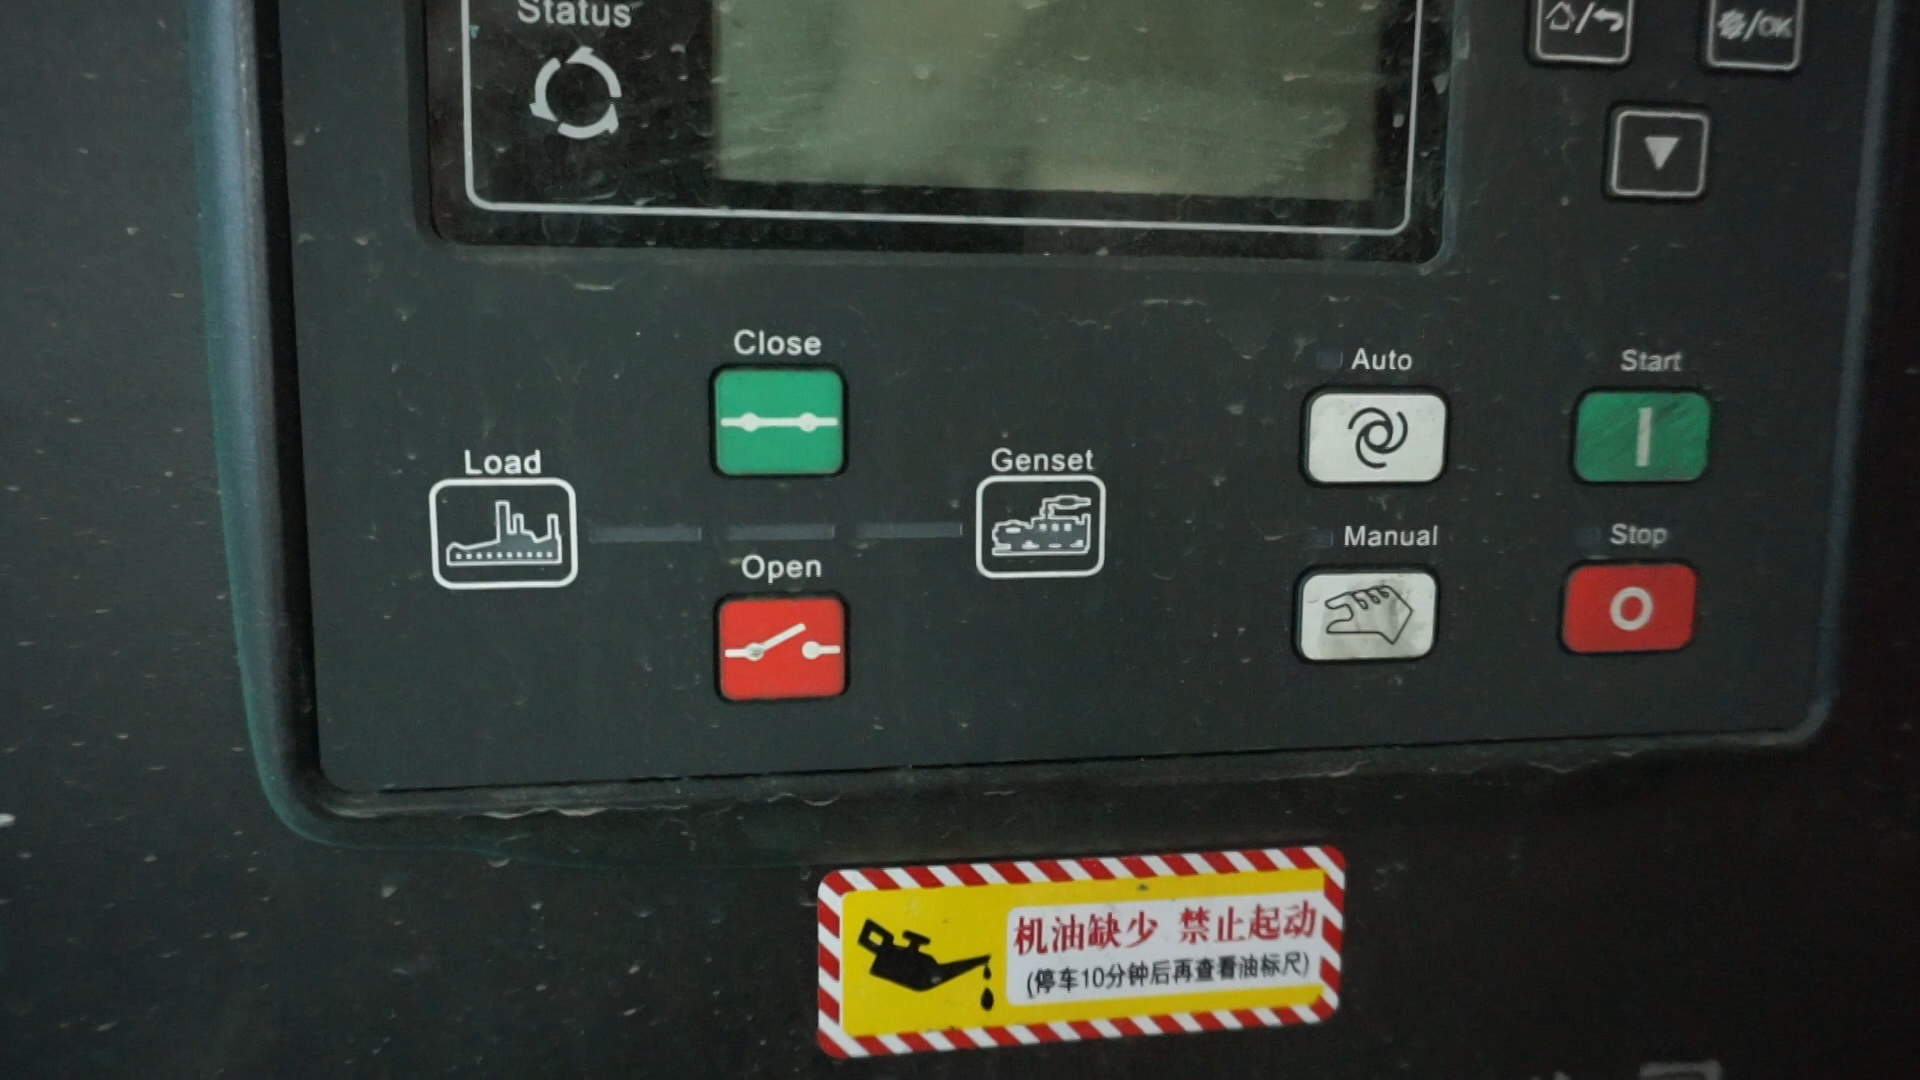 Status
/OK
Close
Auto
Start
Load
Genset
Manual
Stop
Open
机油缺少 禁止起动
(停车10分钟后再查看油标尺)